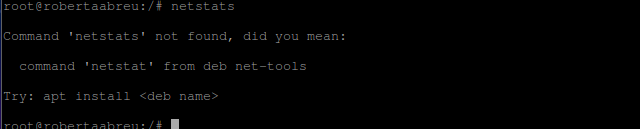 root@robertaabreu:/# netstats
Command 'netstats' not found, did you mean:
  command 'netstat' from deb net-tools
Try: apt install <deb name>
root@robertaabreu:/#